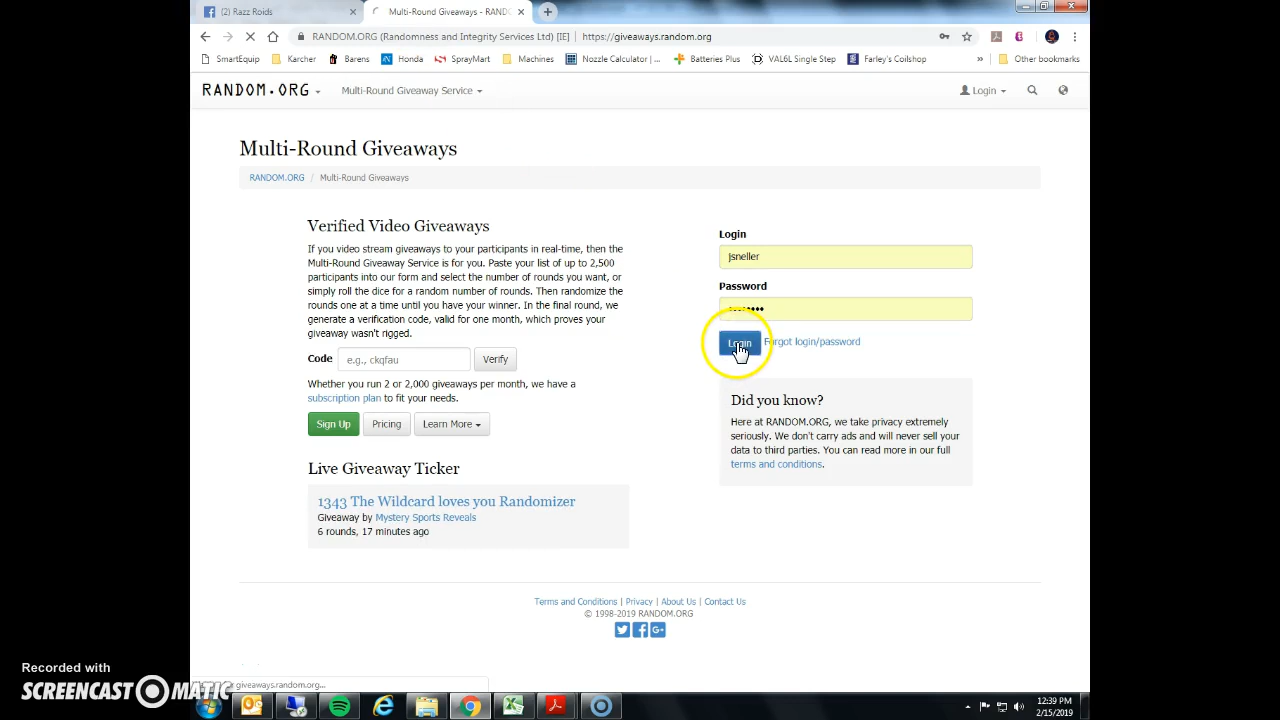 (2) Razz Roids
Multi-Round Giveaways - RAND
RANDOM.ORG (Randomness and Integrity Services Ltd) [IE] | https://giveaways.random.org
SmartEquip Karcher Barens Honda SprayMart Machines Nozzle Calculator | ... Batteries Plus VAL6L Single Step Farley's Coilshop » Other bookmarks
RANDOM.ORG Multi-Round Giveaway Service Login
Multi-Round Giveaways
RANDOM.ORG / Multi-Round Giveaways
Verified Video Giveaways
If you video stream giveaways to your participants in real-time, then the
Multi-Round Giveaway Service is for you. Paste your list of up to 2,500
participants into our form and select the number of rounds you want, or
simply roll the dice for a random number of rounds. Then randomize the
rounds one at a time until you have your winner. In the final round, we
generate a verification code, valid for one month, which proves your
giveaway wasn't rigged.
Code e.g., ckqfau Verify
Whether you run 2 or 2,000 giveaways per month, we have a
subscription plan to fit your needs.
Sign Up Pricing Learn More
Live Giveaway Ticker
1343 The Wildcard loves you Randomizer
Giveaway by Mystery Sports Reveals
6 rounds, 17 minutes ago
Login
jsneller
Password
Login Forgot login/password
Did you know?
Here at RANDOM.ORG, we take privacy extremely
seriously. We don't carry ads and will never sell your
data to third parties. You can read more in our full
terms and conditions.
Terms and Conditions | Privacy | About Us | Contact Us
© 1998-2019 RANDOM.ORG
giveaways.random.org...
Recorded with
SCREENCAST MATIC
12:39 PM
2/15/2019